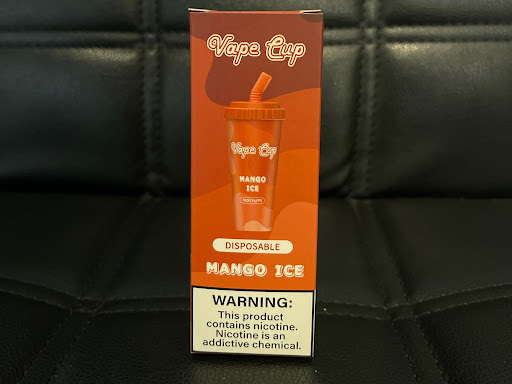 Vape Cup
Vape Cup
MANGO
ICE
DISPOSABLE
MANGO ICE
WARNING:
This product
contains nicotine.
Nicotine is an
addictive chemical.